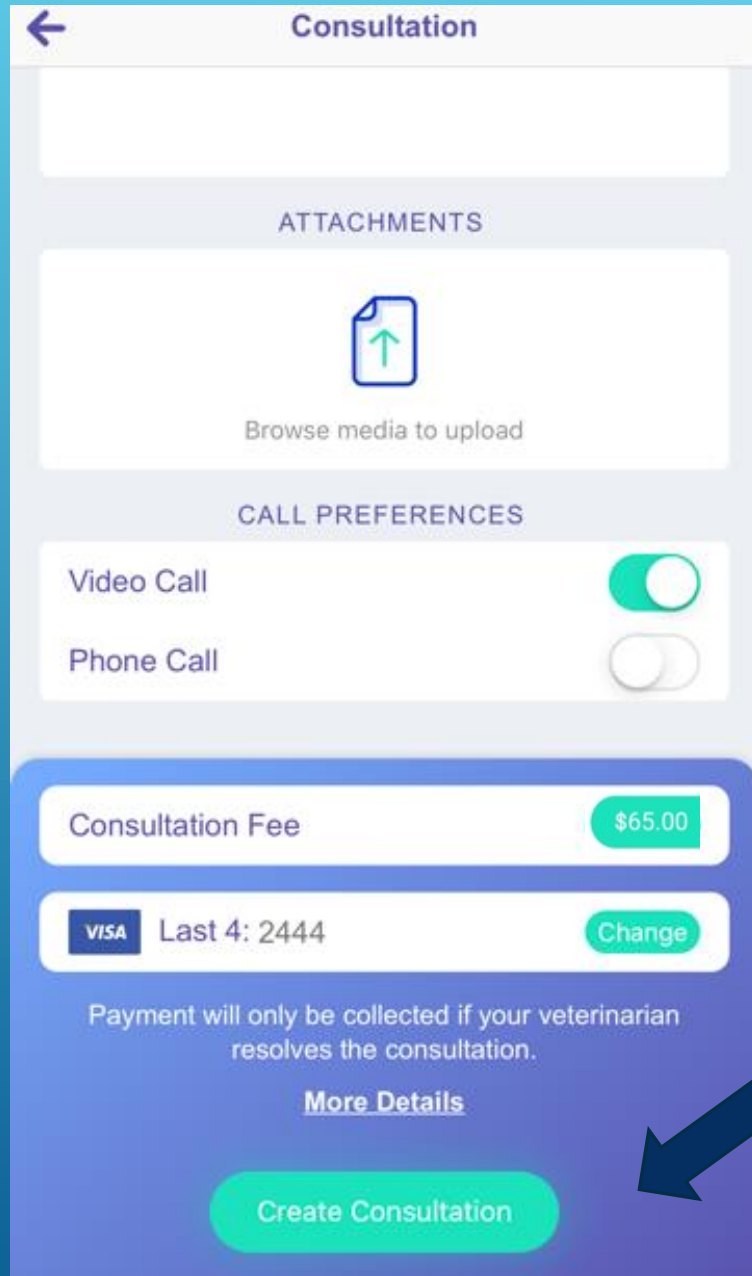 Consultation
ATTACHMENTS
Browse media to upload
CALL PREFERENCES
Video Call
Phone Call
Consultation Fee $65.00
VISA Last 4: 2444 Change
Payment will only be collected if your veterinarian
resolves the consultation.
More Details
Create Consultation